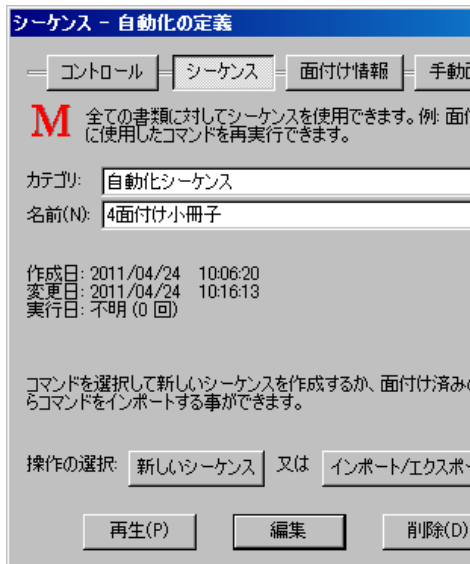 シーケンス - 自動化の定義
コントロール シーケンス 面付け情報 手動
M 全ての書類に対してシーケンスを使用できます。例: 面
に使用したコマンドを再実行できます。
カテゴリ: 自動化シーケンス
名前(N): 4面付け小冊子
作成日: 2011/04/24 10:06:20
変更日: 2011/04/24 10:16:13
実行日: 不明 (0 回)
コマンドを選択して新しいシーケンスを作成するか、面付け済み
らコマンドをインポートする事ができます。
操作の選択: 新しいシーケンス 又は インポート/エクスポー
再生(P) 編集 削除(D)